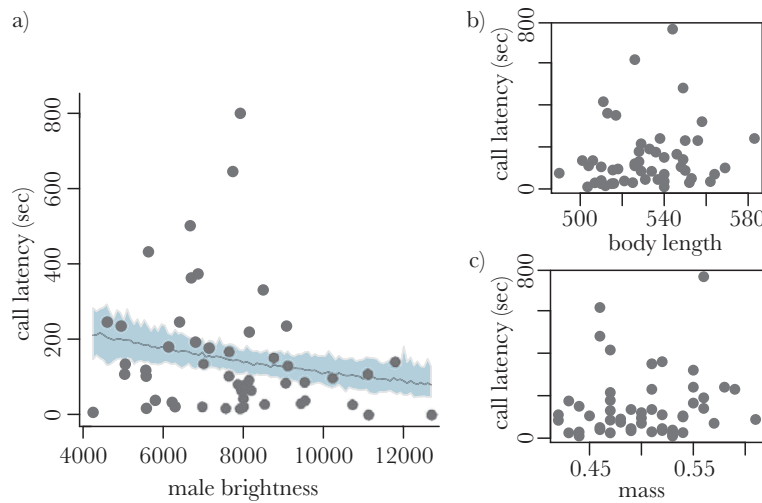 a)
call latency (sec)
800
600
400
200
0
4000 6000 8000 10000 12000
male brightness
b)
call latency (sec)
800
0
500 540 580
body length
c)
call latency (sec)
800
0
0.45 0.55
mass